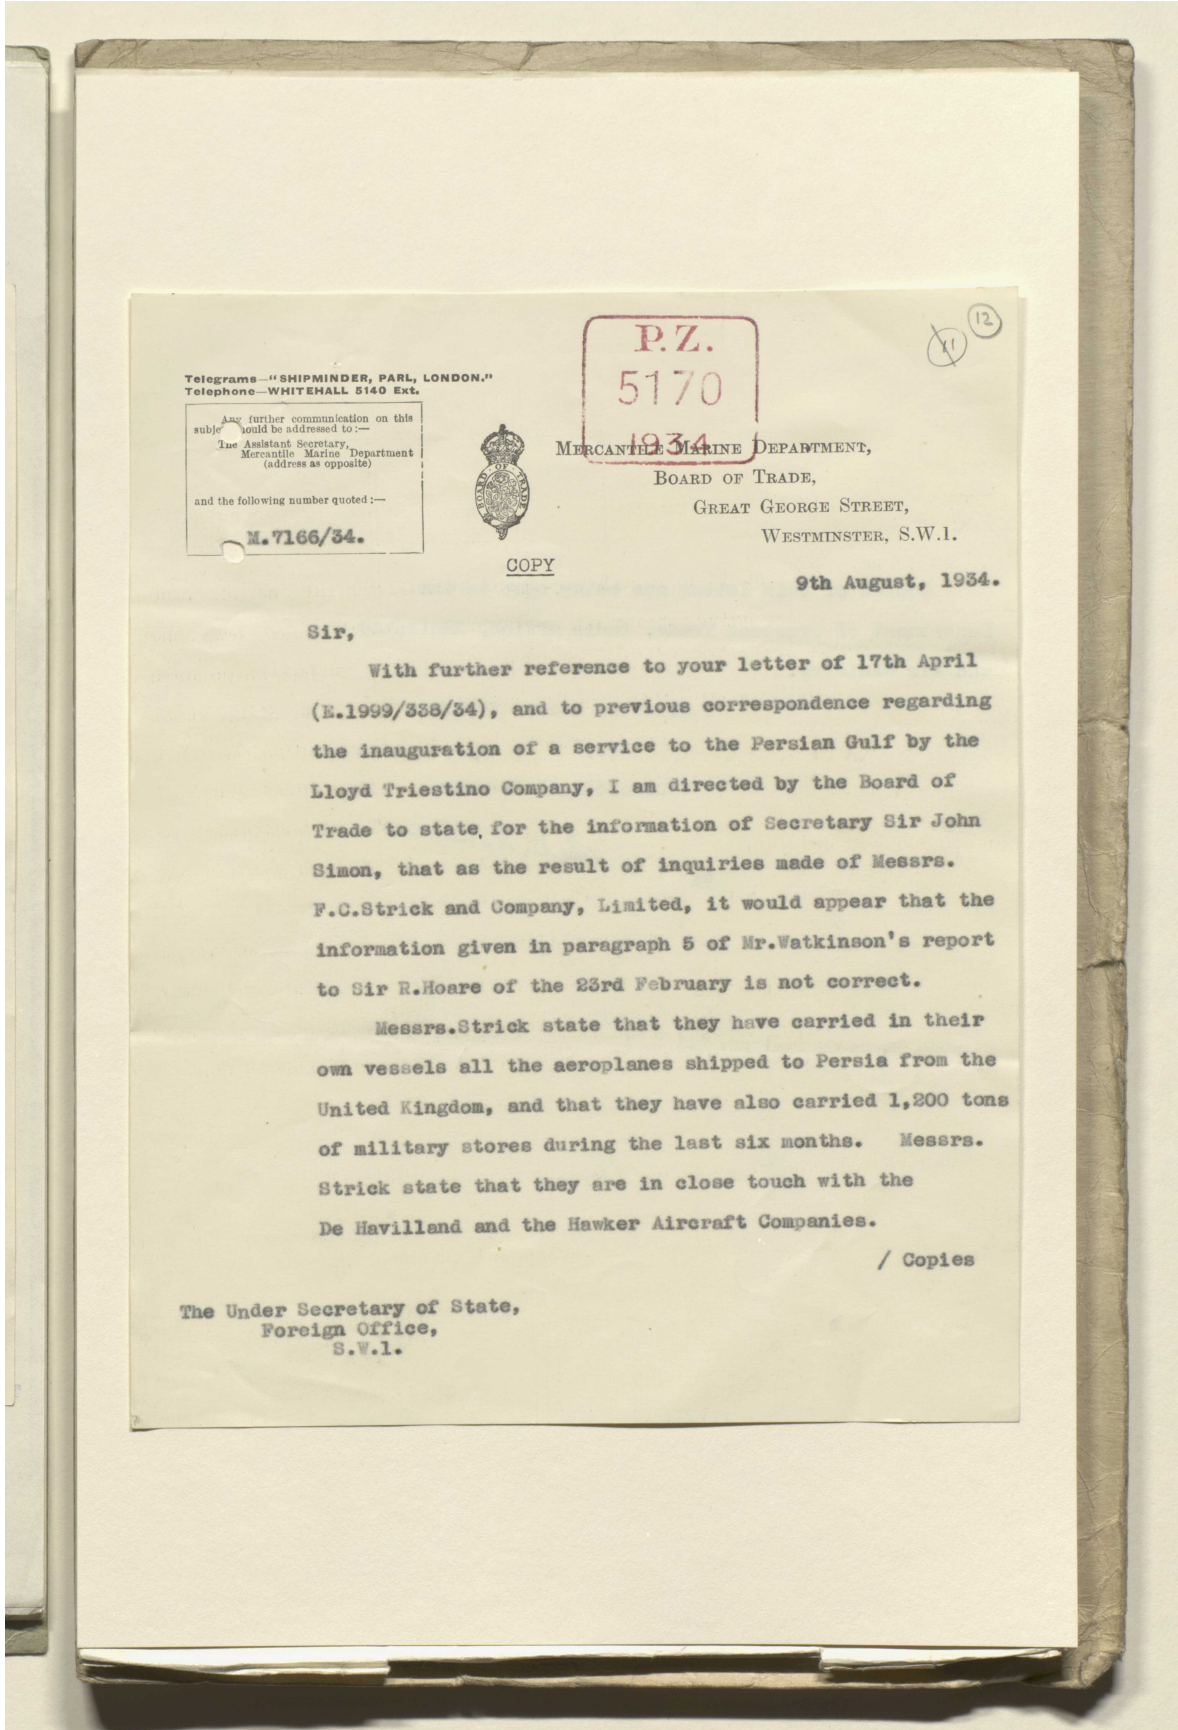 12
11
P.Z.
5170
1934
Telegrams—"SHIPMINDER, PARL, LONDON."
Telephone—WHITEHALL 5140 Ext.
Any further communication on this
subje ould be addressed to :—
The Assistant Secretary,
Mercantile Marine Department
(address as opposite)
and the following number quoted :—
M.7166/34.
BOARD OF TRADE
MERCANTILE MARINE DEPARTMENT,
BOARD OF TRADE,
GREAT GEORGE STREET,
WESTMINSTER, S.W.1.
COPY
9th August, 1934.
Sir,
With further reference to your letter of 17th April
(E.1999/338/34), and to previous correspondence regarding
the inauguration of a service to the Persian Gulf by the
Lloyd Triestino Company, I am directed by the Board of
Trade to state, for the information of Secretary Sir John
Simon, that as the result of inquiries made of Messrs.
F.C.Strick and Company, Limited, it would appear that the
information given in paragraph 5 of Mr.Watkinson's report
to Sir R.Hoare of the 23rd February is not correct.
Messrs.Strick state that they have carried in their
own vessels all the aeroplanes shipped to Persia from the
United Kingdom, and that they have also carried 1,200 tons
of military stores during the last six months. Messrs.
Strick state that they are in close touch with the
De Havilland and the Hawker Aircraft Companies.
/ Copies
The Under Secretary of State,
Foreign Office,
S.W.1.